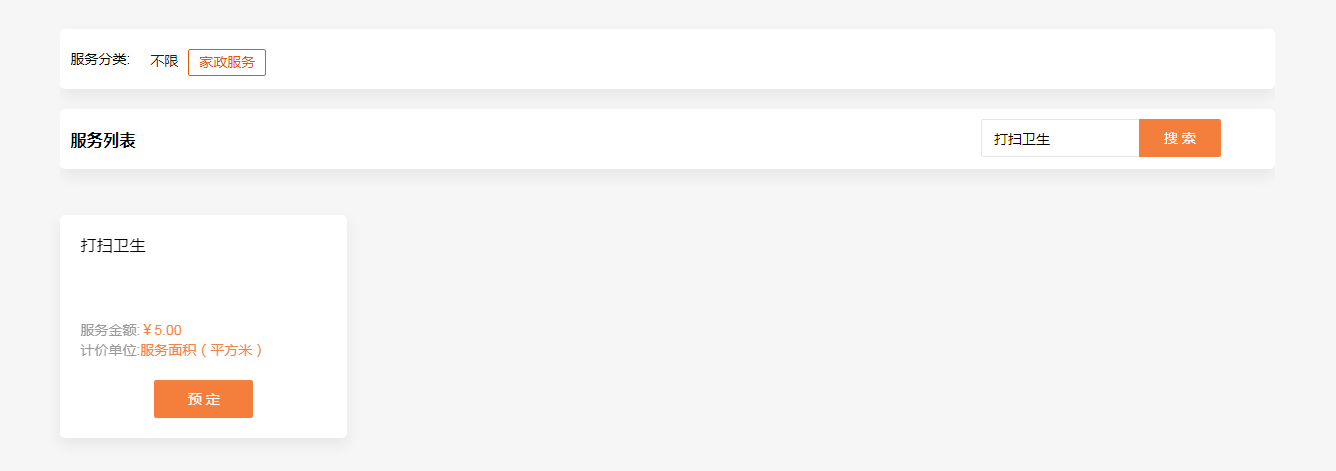 服务分类: 不限 家政服务
服务列表 打扫卫生 搜 索
打扫卫生
服务金额: ¥ 5.00
计价单位:服务面积（平方米）
预 定